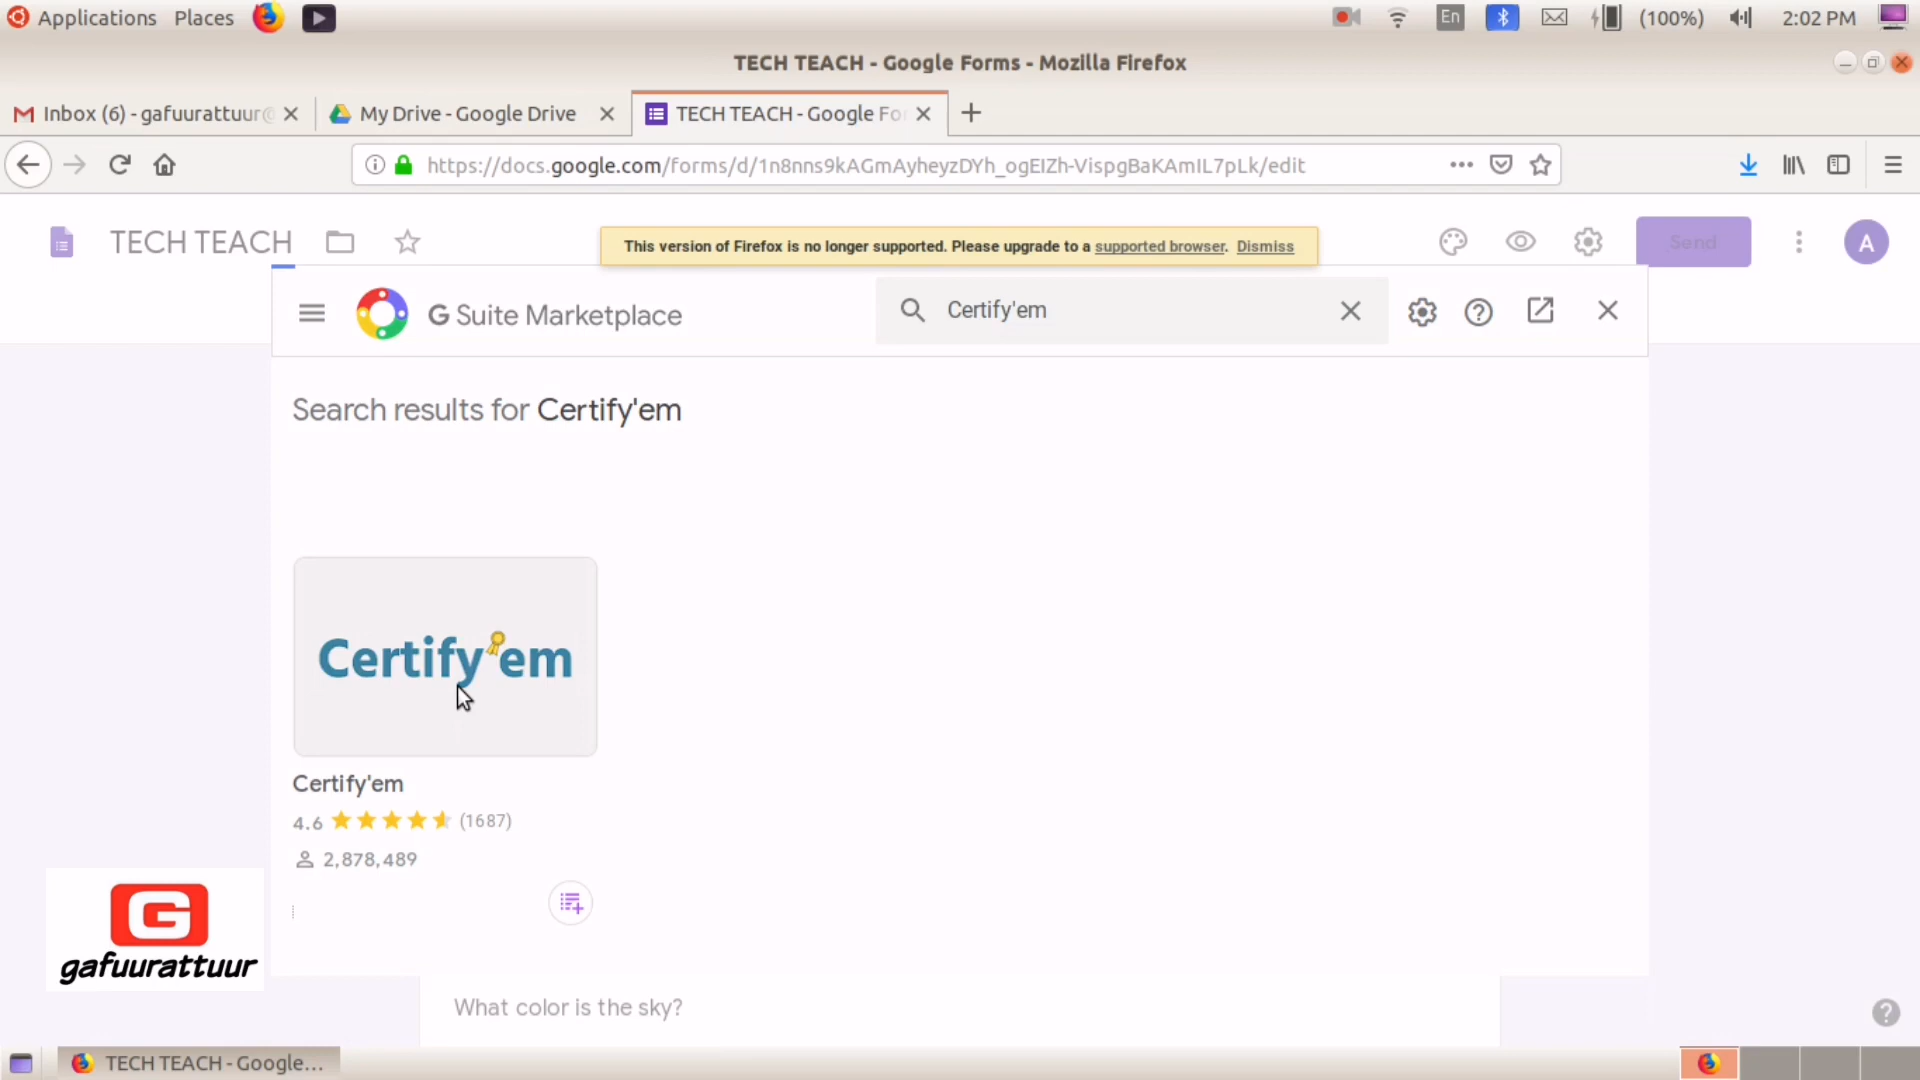 Applications Places En (100%) 2:02 PM
TECH TEACH - Google Forms - Mozilla Firefox
Inbox (6) - gafuurattuur@ My Drive - Google Drive TECH TEACH - Google Fo
https://docs.google.com/forms/d/1n8nns9kAGmAyheyzDYh_ogEIZh-VispgBaKAmIL7pLk/edit
TECH TEACH This version of Firefox is no longer supported. Please upgrade to a supported browser. Dismiss Send A
G Suite Marketplace Certify'em
Search results for Certify'em
Certify'em
Certify'em
4.6 (1687)
2,878,489
G
gafuurattuur
What color is the sky?
TECH TEACH - Google...